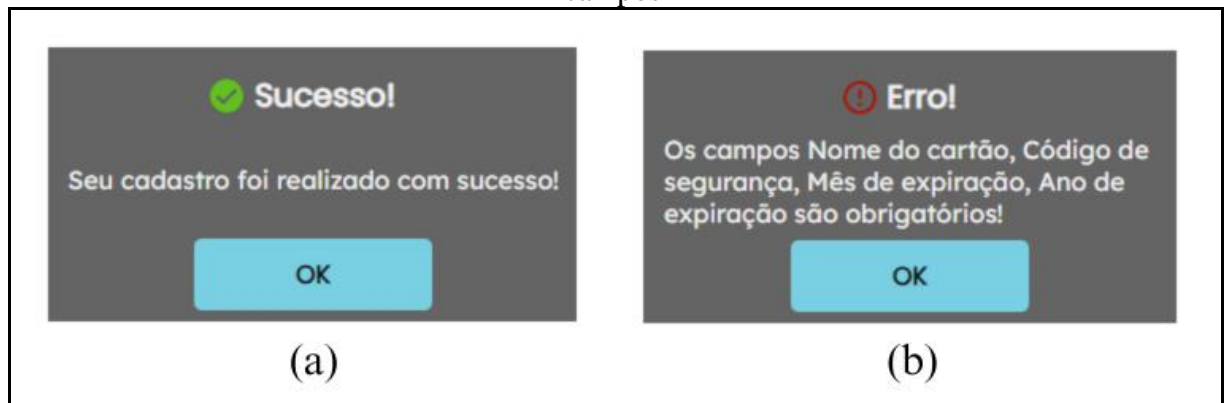 Sucesso!
Seu cadastro foi realizado com sucesso!
OK
(a)
Erro!
Os campos Nome do cartão, Código de
segurança, Mês de expiração, Ano de
expiração são obrigatórios!
OK
(b)